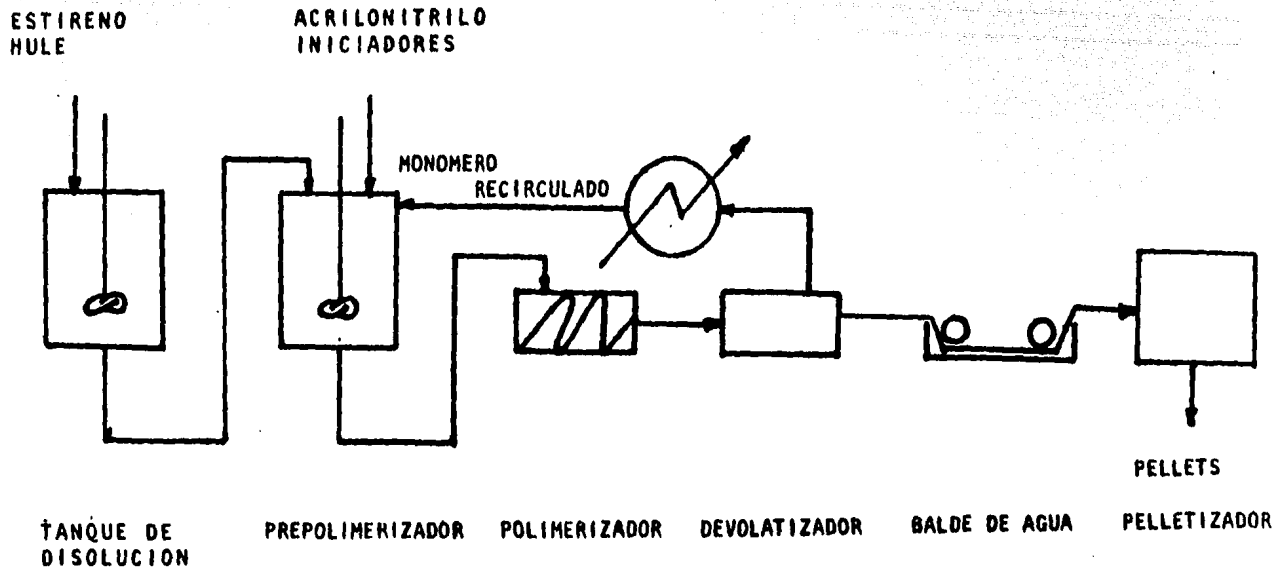 ESTIRENO
HULE
ACRILONITRILO
INICIADORES
MONOMERO
RECIRCULADO
PELLETS
TANQUE DE
DISOLUCION
PREPOLIMERIZADOR
POLIMERIZADOR
DEVOLATIZADOR
BALDE DE AGUA
PELLETIZADOR